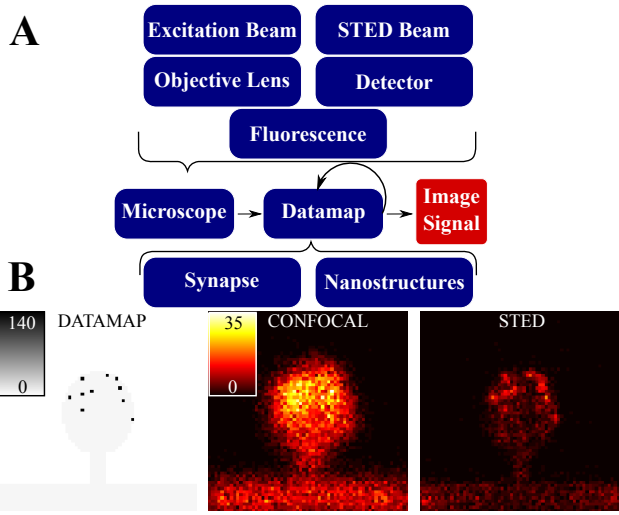 A
Excitation Beam
STED Beam
Objective Lens
Detector
Fluorescence
Microscope
Datamap
Image
Signal
Synapse
Nanostructures
B
140
0
DATAMAP
35
0
CONFOCAL
STED